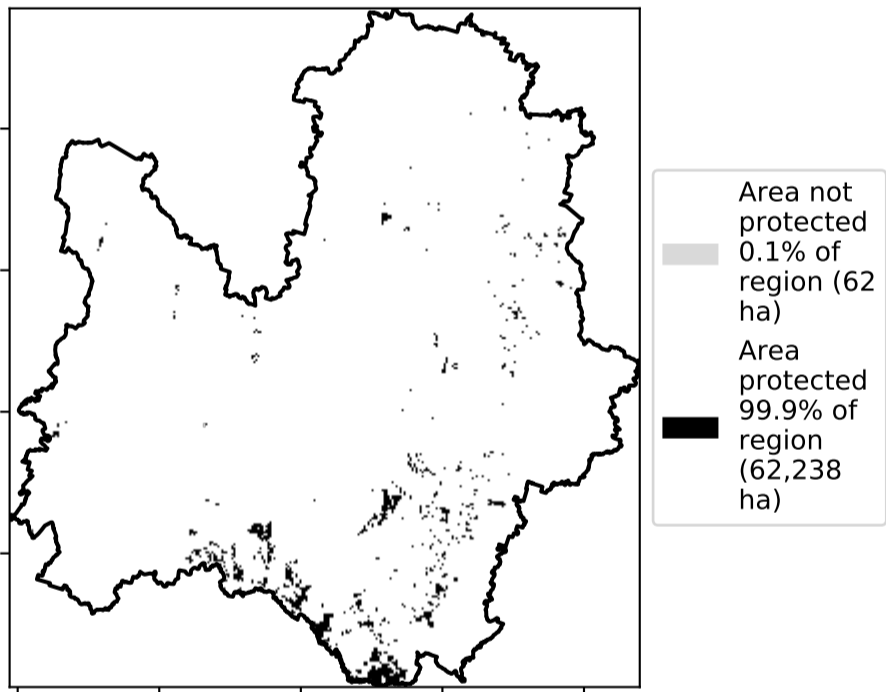 Area not
protected
0.1% of
region (62
ha)
Area
protected
99.9% of
region
(62,238
ha)